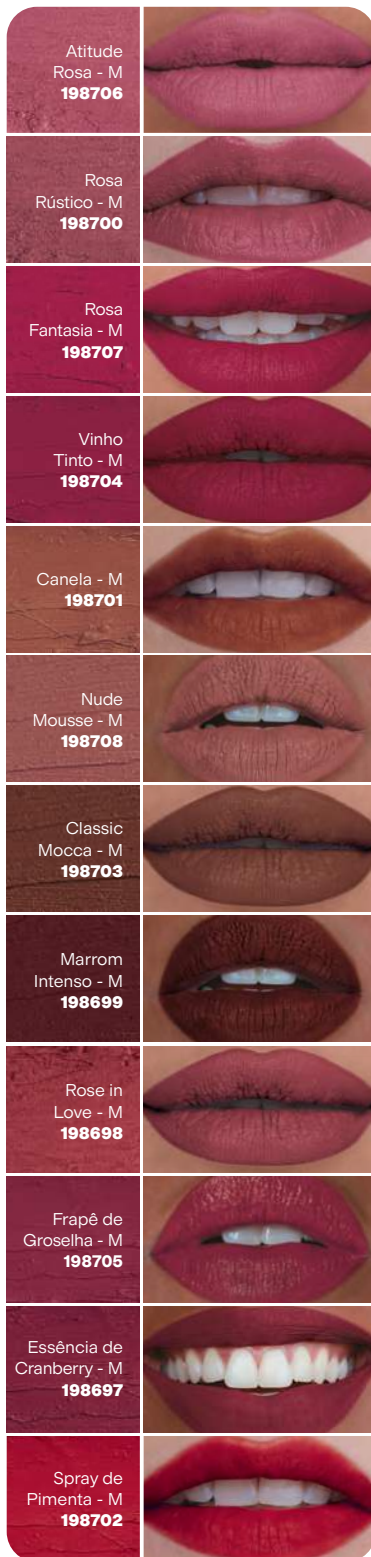 Atitude
Rosa - M
198706
Rosa
Rústico - M
198700
Rosa
Fantasia - M
198707
Vinho
Tinto - M
198704
Canela - M
198701
Nude
Mousse - M
198708
Classic
Mocca - M
198703
Marrom
Intenso - M
198699
Rose in
Love - M
198698
Frapê de
Groselha - M
198705
Essência de
Cranberry - M
198697
Spray de
Pimenta - M
198702